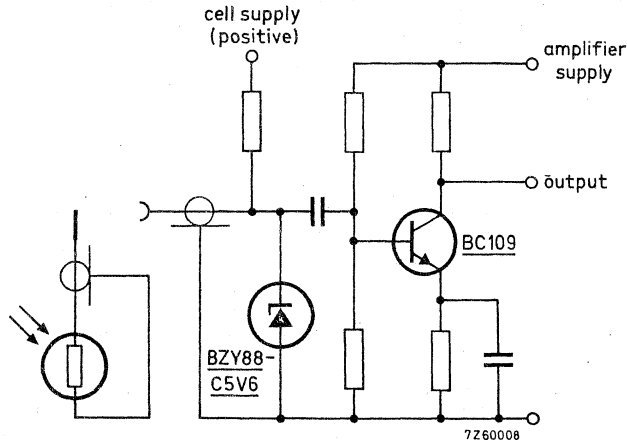 cell supply
(positive)
amplifier
supply
output
BC109
BZY88-
C5V6
7Z60008